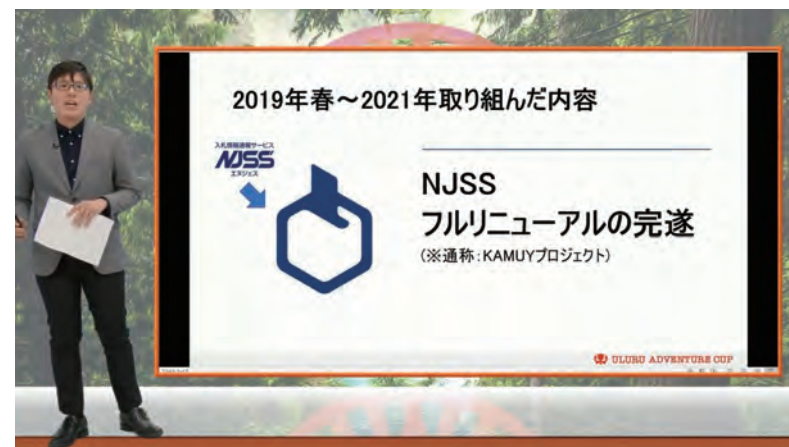 2019年春～2021年取り組んだ内容
入札情報速報サービス
NJSS
エヌジェス
NJSS
フルリニューアルの完遂
(※通称:KAMUYプロジェクト)
ULURU ADVENTURE CUP